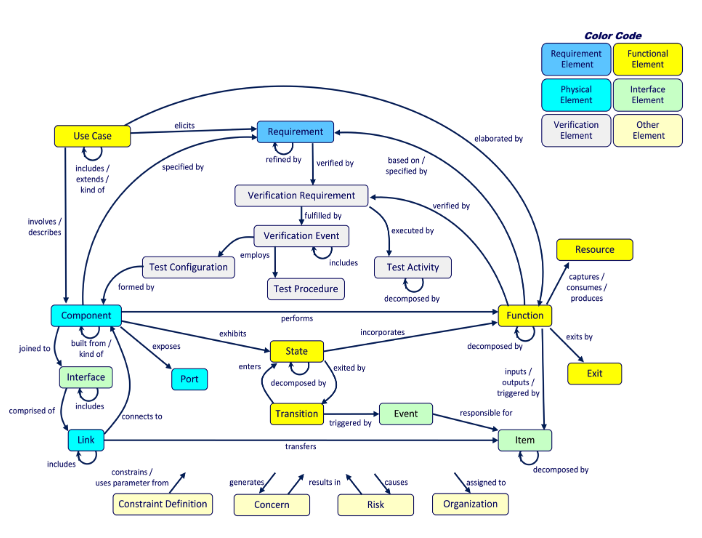 Color Code
Requirement
Element
Functional
Element
Physical
Element
Interface
Element
Verification
Element
Other
Element
Use Case
elicits
Requirement
elaborated by
includes /
extends /
kind of
specified by
refined by
verified by
based on /
specified by
Verification Requirement
verified by
fulfilled by
involves /
describes
Verification Event
executed by
Resource
employs
includes
Test Configuration
Test Activity
captures /
consumes /
produces
formed by
Test Procedure
decomposed by
Component
performs
Function
built from /
kind of
exhibits
incorporates
exits by
joined to
exposes
State
decomposed by
enters
exited by
Interface
Port
decomposed by
inputs /
outputs /
triggered by
Exit
includes
comprised of
connects to
Transition
triggered by
Event
responsible for
Link
transfers
Item
includes
decomposed by
constrains /
uses parameter from
generates
results in
causes
assigned to
Constraint Definition
Concern
Risk
Organization